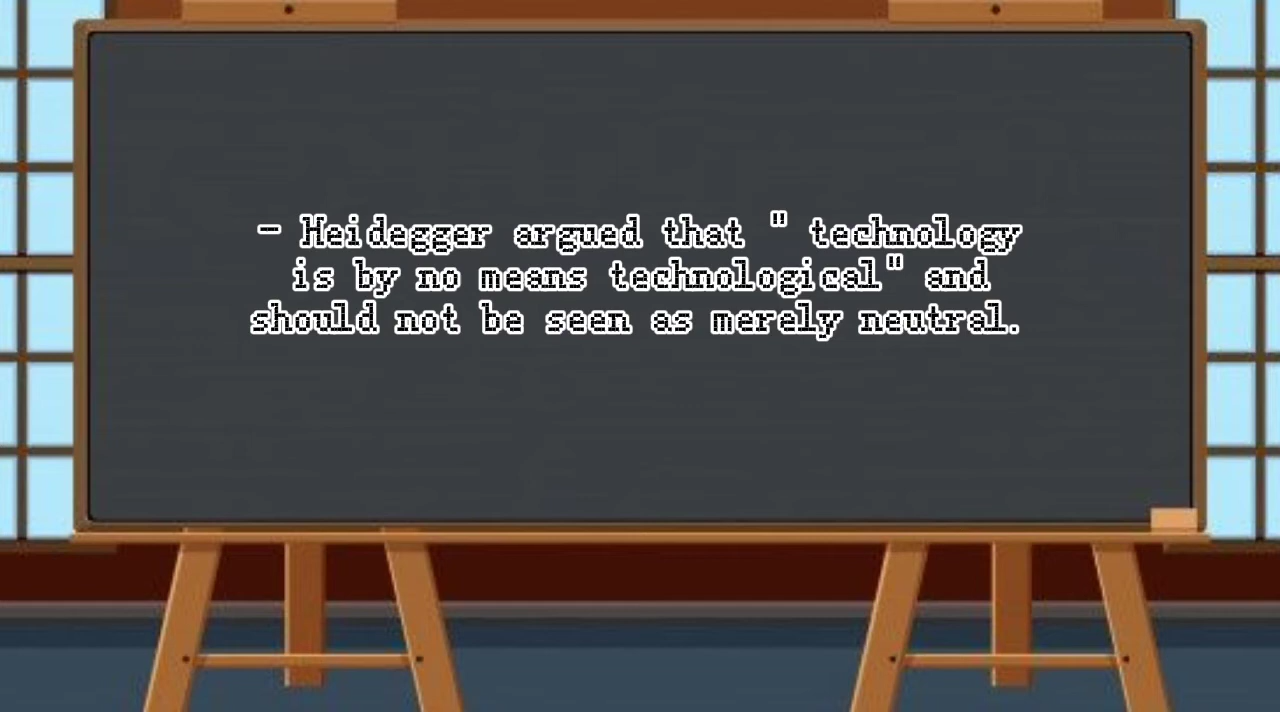 - Heidegger argued that " technology
is by no means technological" and
should not be seen as merely neutral.